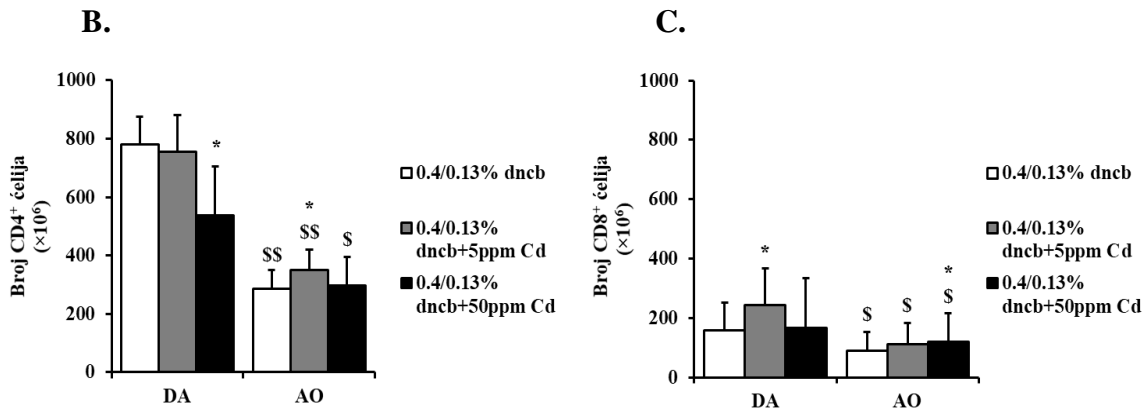 B.
1000
800
600
400
200
0
Broj CD4⁺ ćelija
(×10⁶)
*
$$
*
$$
$
DA
AO
0.4/0.13% dncb
0.4/0.13%
dncb+5ppm Cd
0.4/0.13%
dncb+50ppm Cd
C.
1000
800
600
400
200
0
Broj CD8⁺ ćelija
(×10⁶)
*
$
$
*
$
DA
AO
0.4/0.13% dncb
0.4/0.13%
dncb+5ppm Cd
0.4/0.13%
dncb+50ppm Cd